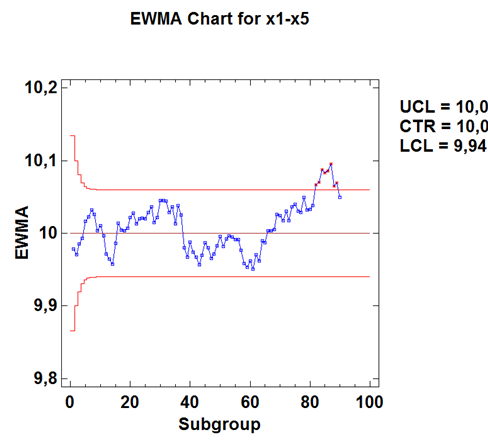 EWMA Chart for x1-x5
10,2
10,1
10
9,9
9,8
EWMA
0
20
40
60
80
100
Subgroup
UCL = 10,0
CTR = 10,0
LCL = 9,94